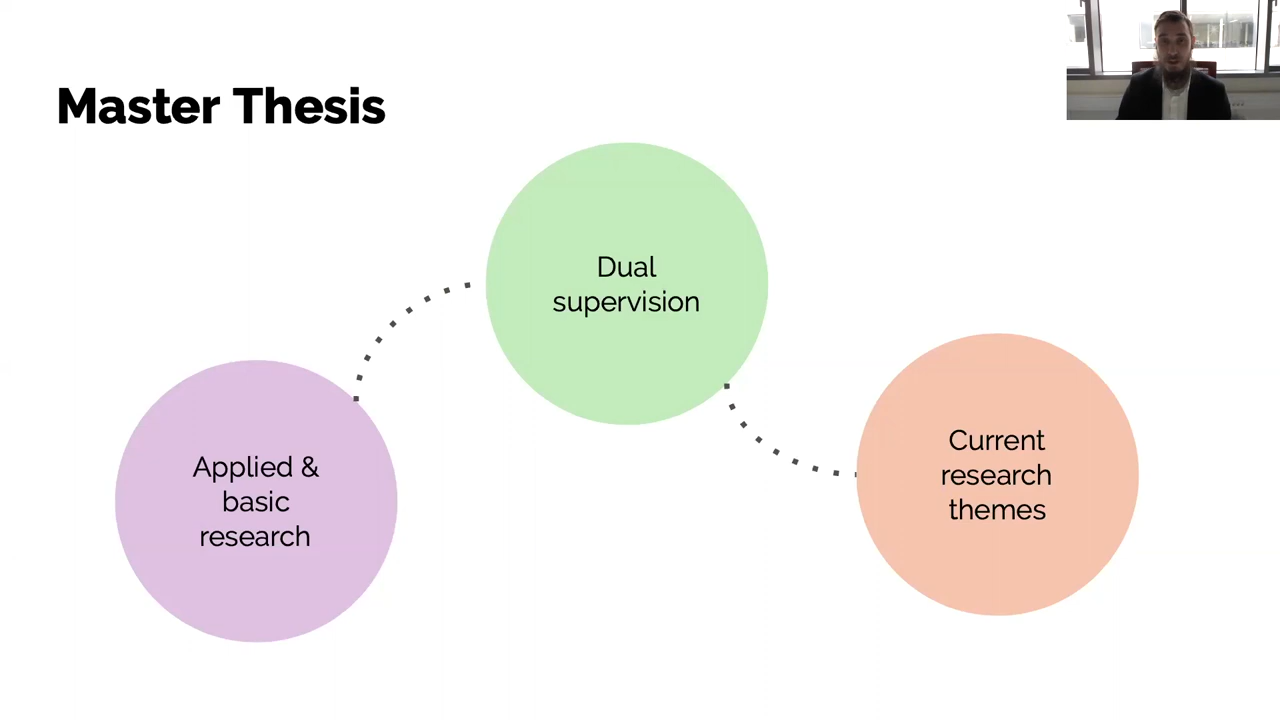 Master Thesis
Applied &
basic
research
Dual
supervision
Current
research
themes